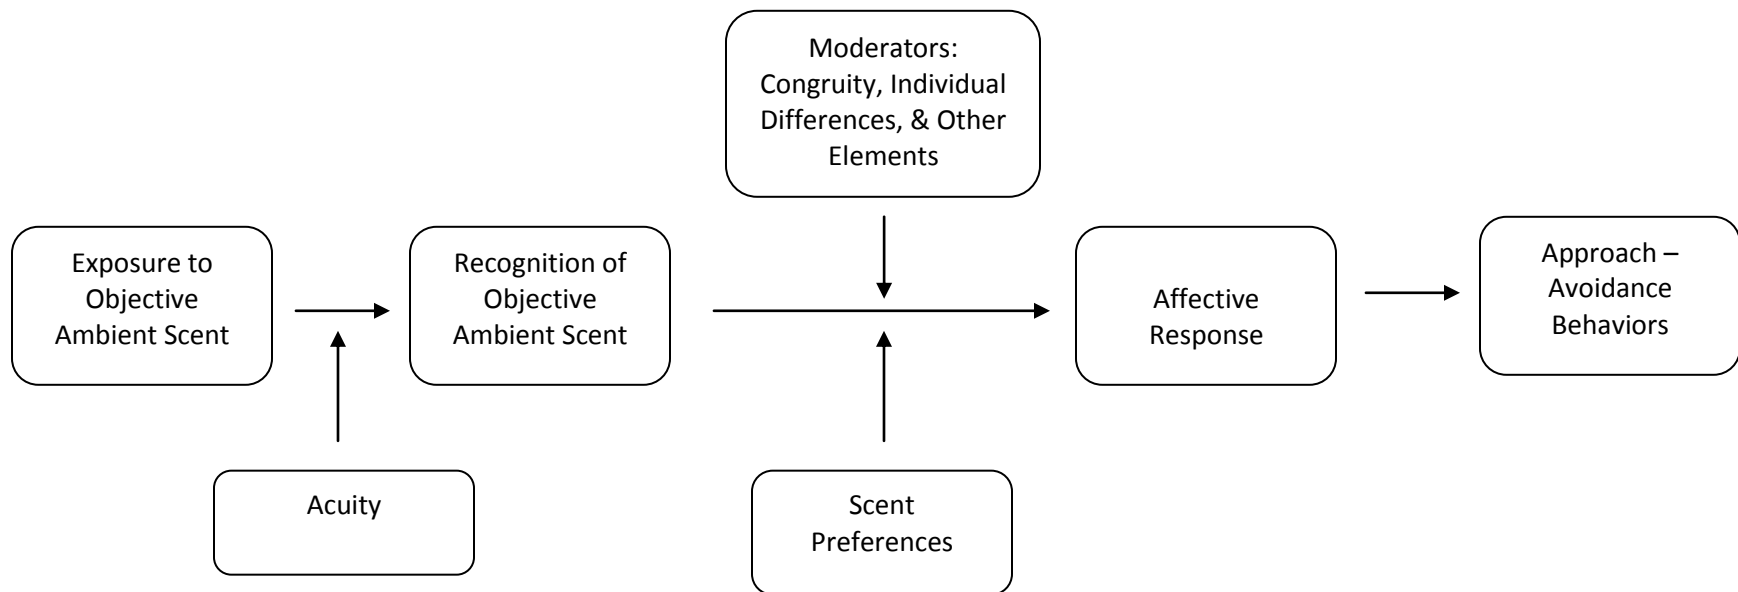 Moderators:
Congruity, Individual
Differences, & Other
Elements
Exposure to
Objective
Ambient Scent
Recognition of
Objective
Ambient Scent
Affective
Response
Approach –
Avoidance
Behaviors
Acuity
Scent
Preferences